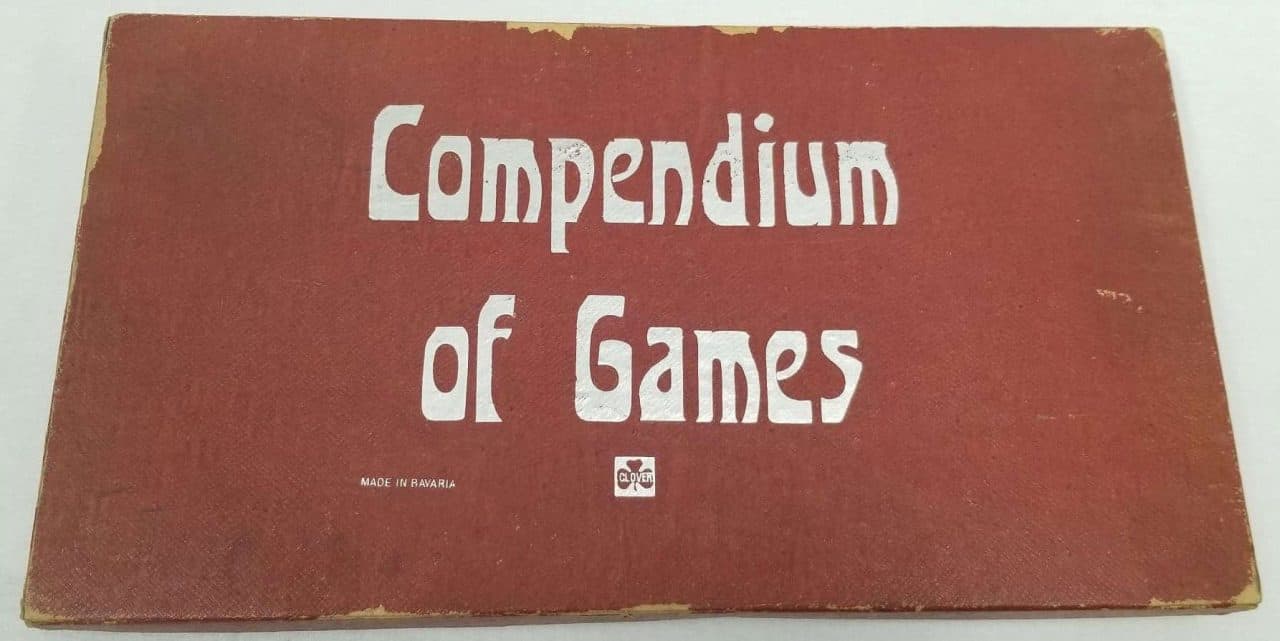 Compendium
of Games
MADE IN BAVARIA
CLOVER